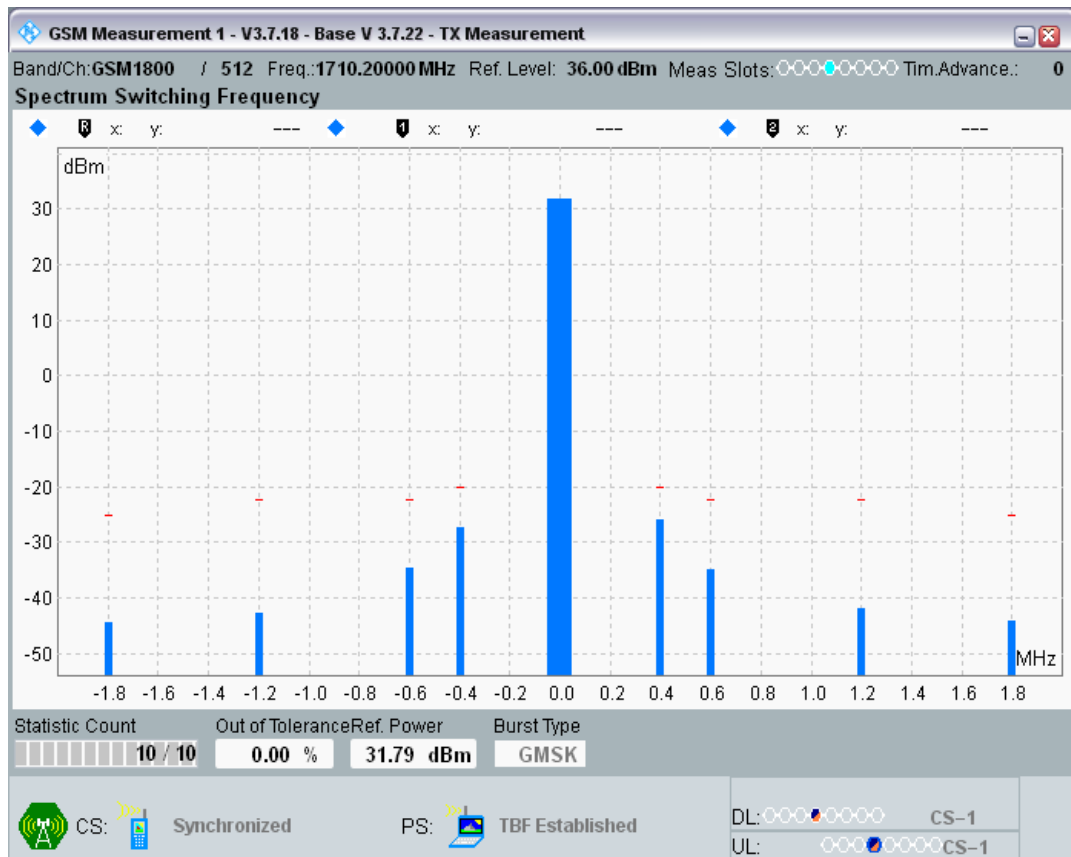 GSM Measurement 1 - V3.7.18 - Base V 3.7.22 - TX Measurement
Band/Ch:GSM1800 / 512 Freq.:1710.20000 MHz Ref. Level: 36.00 dBm Meas Slots: Tim.Advance.: 0
Spectrum Switching Frequency
R x: y: --- 1 x: y: --- 2 x: y: ---
dBm
30
20
10
0
-10
-20
-30
-40
-50
MHz
-1.8 -1.6 -1.4 -1.2 -1.0 -0.8 -0.6 -0.4 -0.2 0.0 0.2 0.4 0.6 0.8 1.0 1.2 1.4 1.6 1.8
Statistic Count Out of Tolerance Ref. Power Burst Type
10 / 10 0.00 % 31.79 dBm GMSK
CS: Synchronized PS: TBF Established DL: CS-1
UL: CS-1